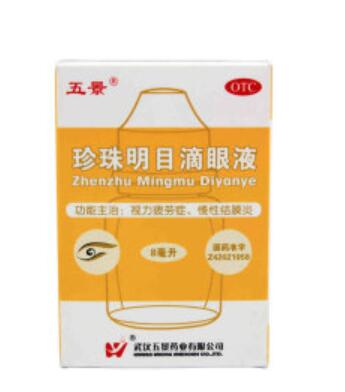 五景®
OTC
珍珠明目滴眼液
Zhenzhu Mingmu Diyanye
功能主治：视力疲劳症、慢性结膜炎
8毫升
国药准字
Z42021058
武汉五景药业有限公司